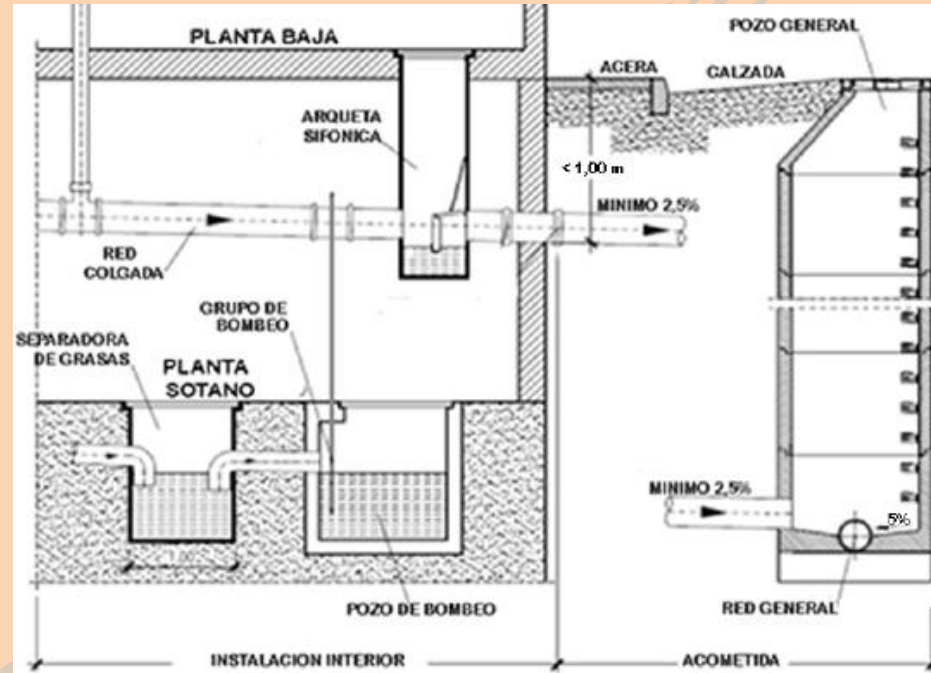 PLANTA BAJA
POZO GENERAL
ACERA
CALZADA
ARQUETA
SIFONICA
< 1,00 m
MINIMO 2,5%
RED
COLGADA
GRUPO DE
BOMBEO
SEPARADORA
DE GRASAS
PLANTA
SOTANO
MINIMO 2,5%
5%
POZO DE BOMBEO
RED GENERAL
INSTALACION INTERIOR
ACOMETIDA